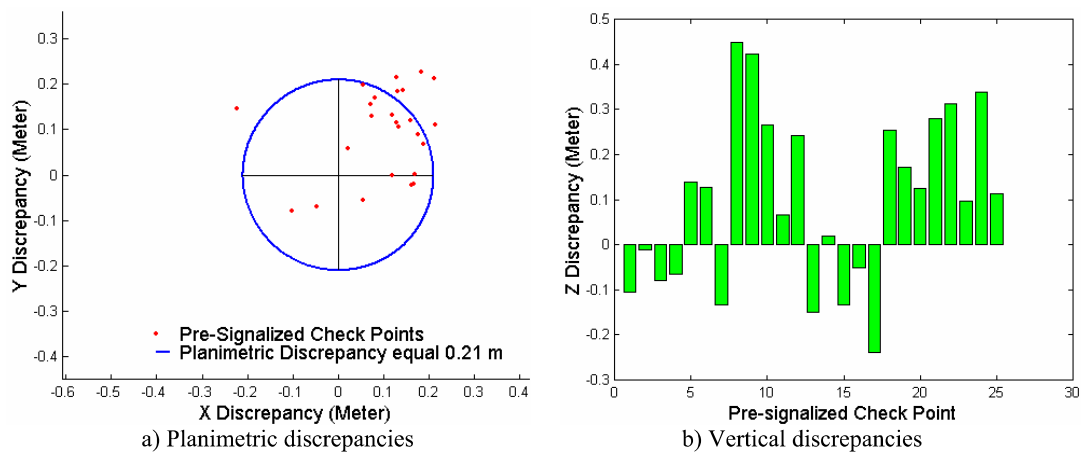 0.3
0.2
0.1
0
-0.1
-0.2
-0.3
-0.4
Y Discrepancy (Meter)
Pre-Signalized Check Points
Planimetric Discrepancy equal 0.21 m
-0.6 -0.5 -0.4 -0.3 -0.2 -0.1 0 0.1 0.2 0.3 0.4
X Discrepancy (Meter)
a) Planimetric discrepancies
0.5
0.4
0.3
0.2
0.1
0
-0.1
-0.2
-0.3
Z Discrepancy (Meter)
0 5 10 15 20 25 30
Pre-signalized Check Point
b) Vertical discrepancies